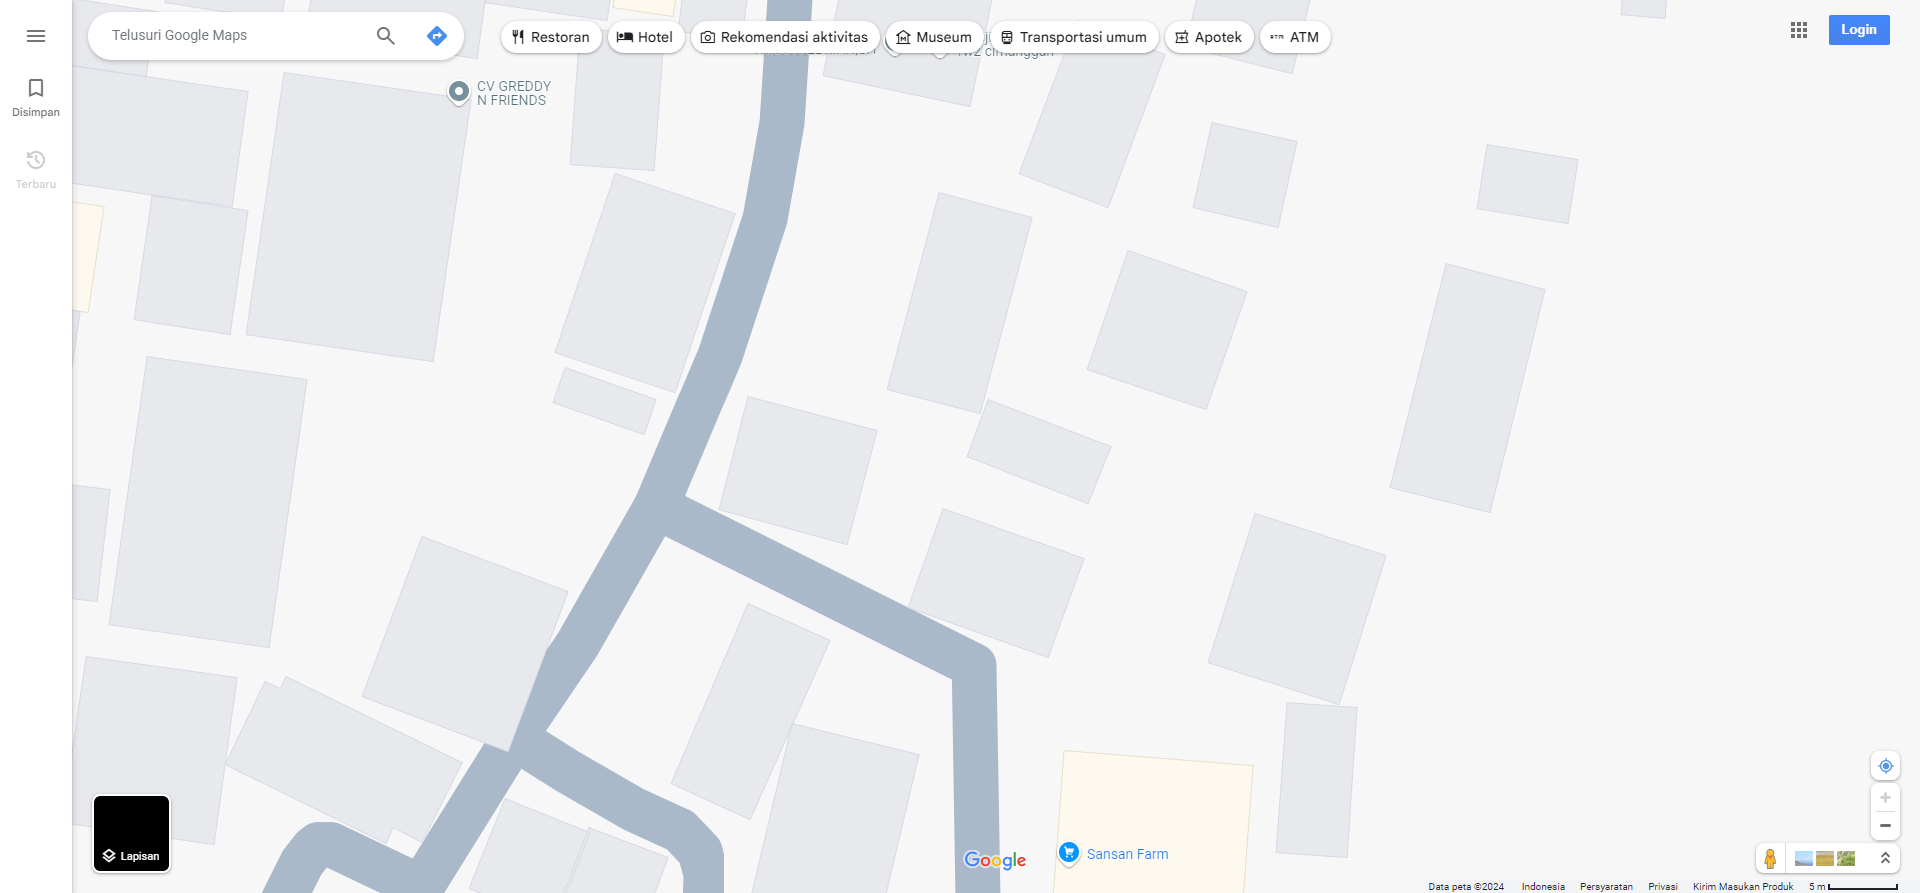 Telusuri Google Maps
Restoran
Hotel
Rekomendasi aktivitas
Museum
Transportasi umum
Apotek
ATM
Login
Disimpan
Terbaru
CV GREDDY
N FRIENDS
Lapisan
Google
Sansan Farm
Data peta ©2024 Indonesia Persyaratan Privasi Kirim Masukan Produk 5 m